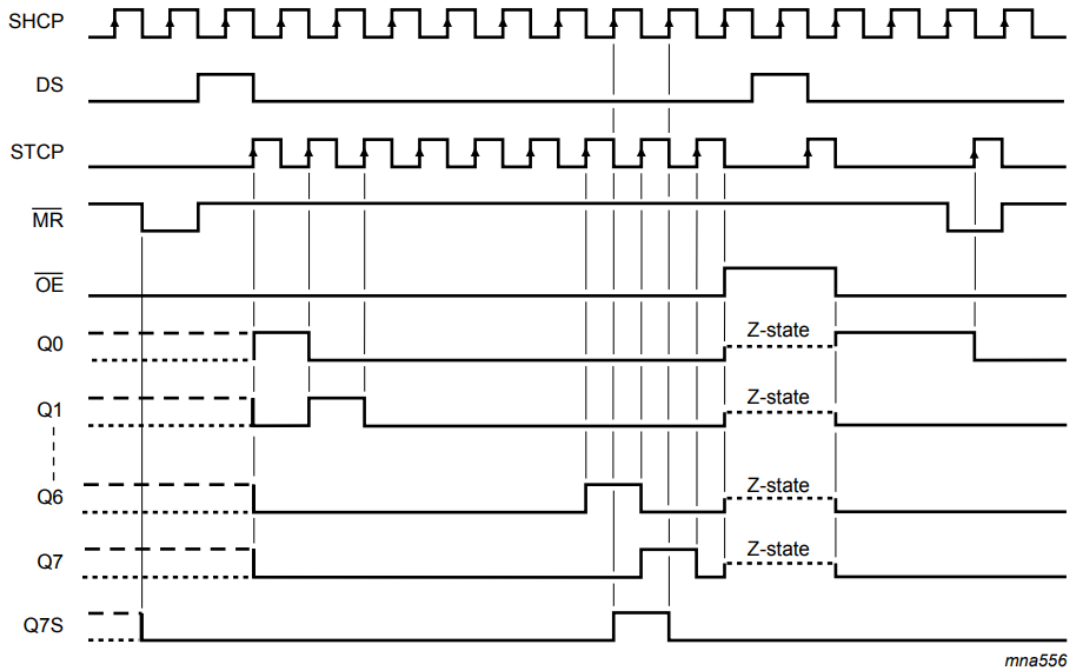 SHCP
DS
STCP
MR
OE
Q0 Z-state
Q1 Z-state
Q6 Z-state
Q7 Z-state
Q7S
mna556